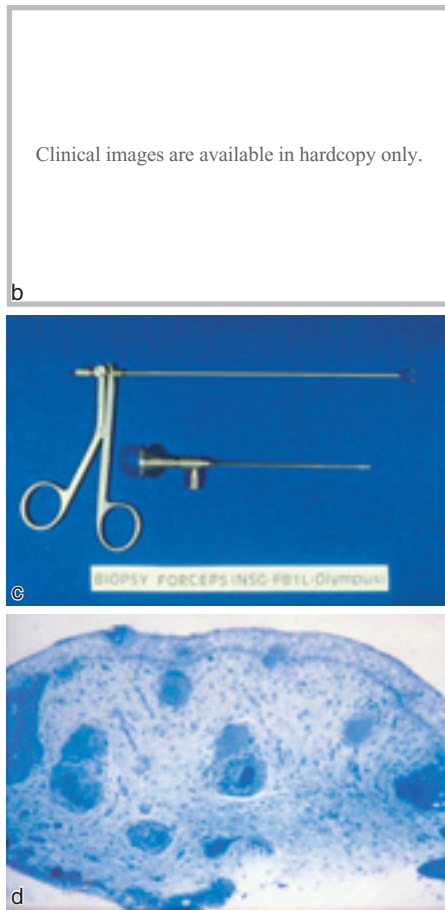 Clinical images are available in hardcopy only.
b
BIOPSY FORCEPS (NSG-FB1L-Olympus)
c
d